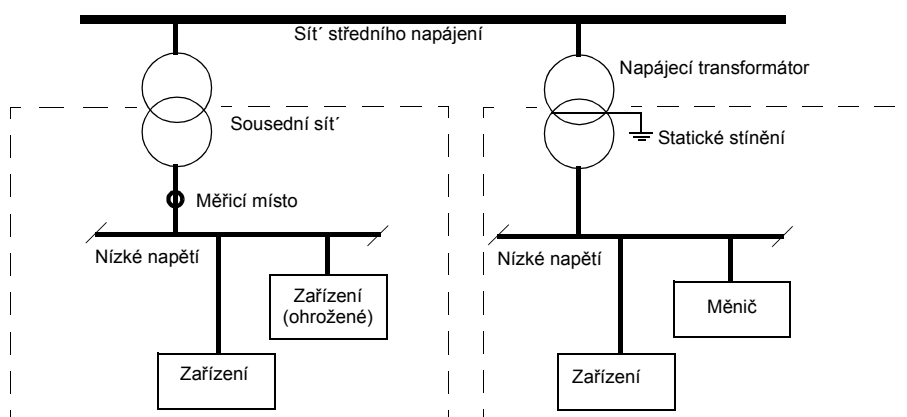 Sít´ středního napájení
Napájecí transformátor
Sousední sít´
Statické stínění
Měřicí místo
Nízké napětí
Nízké napětí
Zařízení
(ohrožené)
Měnič
Zařízení
Zařízení